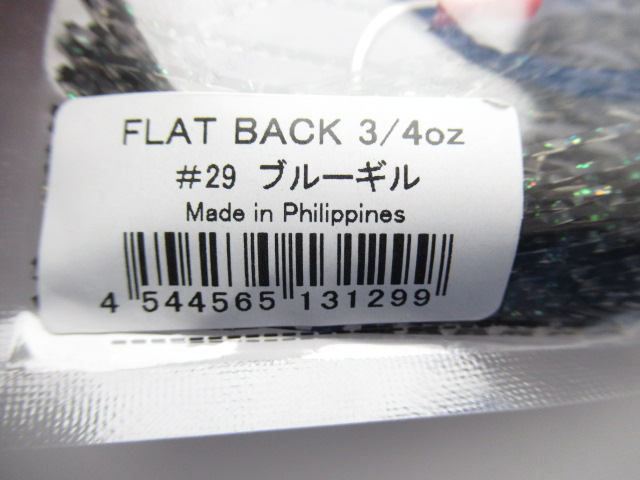 FLAT BACK 3/4oz
#29 ブルーギル
Made in Philippines
4 544565 131299